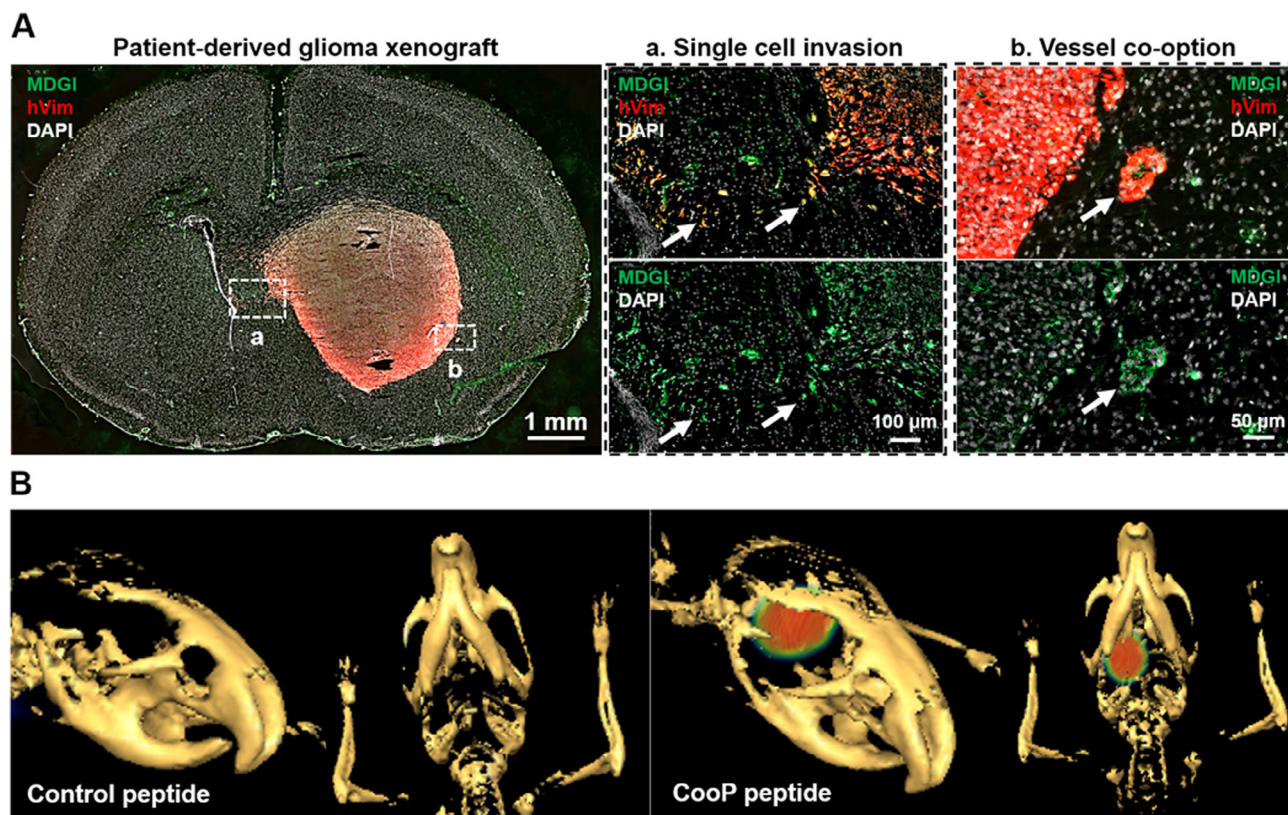 A
Patient-derived glioma xenograft
MDGI
hVim
DAPI
a
b
1 mm
a. Single cell invasion
MDGI
hVim
DAPI
MDGI
DAPI
100 µm
b. Vessel co-option
MDGI
hVim
DAPI
MDGI
DAPI
50 µm
B
Control peptide
CooP peptide